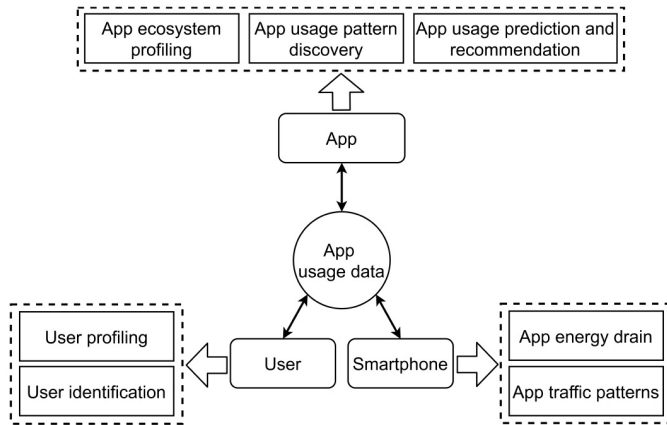 App ecosystem
profiling
App usage pattern
discovery
App usage prediction and
recommendation
App
App
usage data
User profiling
User identification
User
Smartphone
App energy drain
App traffic patterns